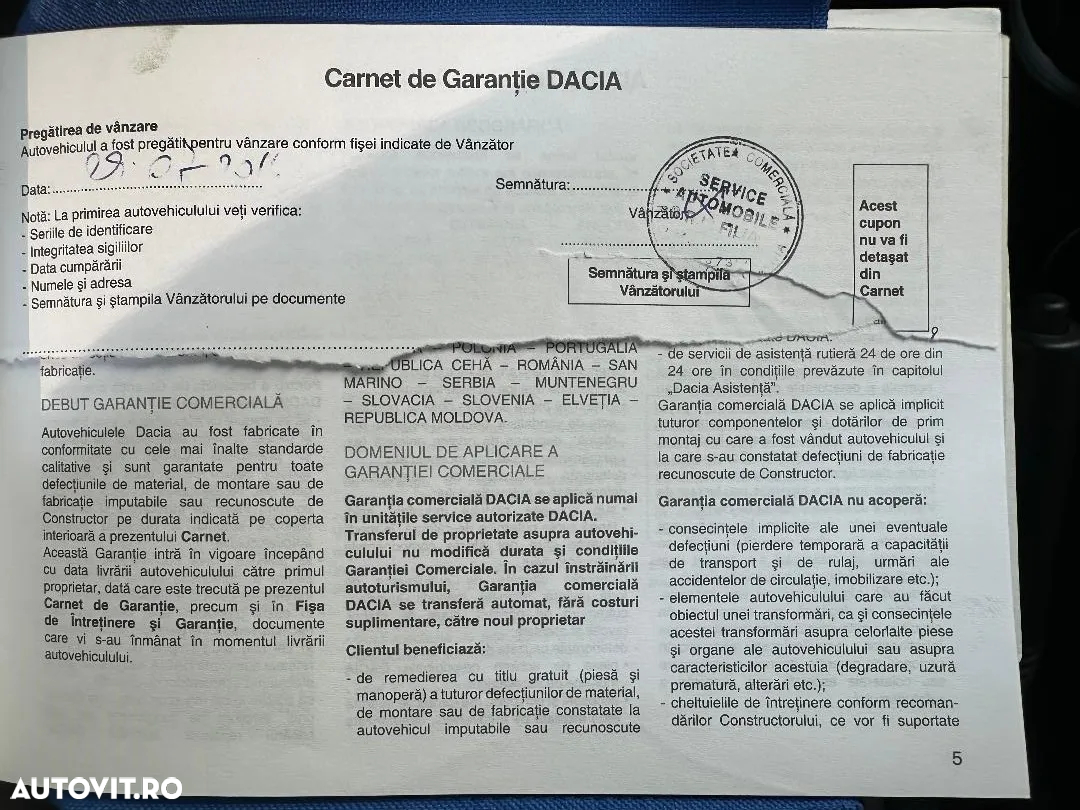 Carnet de Garanție DACIA
Pregătirea de vânzare
Autovehiculul a fost pregătit pentru vânzare conform fișei indicate de Vânzător
Data:
Semnătura:
Vânzător
Notă: La primirea autovehiculului veți verifica:
- Seriile de identificare
- Integritatea sigiliilor
- Data cumpărării
- Numele și adresa
- Semnătura și ștampila Vânzătorului pe documente
SOCIETATEA COMERCIALĂ
SERVICE
AUTOMOBILE
Semnătura și ștampila
Vânzătorului
Acest
cupon
nu va fi
detașat
din
Carnet
fabricație.
DEBUT GARANȚIE COMERCIALĂ
Autovehiculele Dacia au fost fabricate în
conformitate cu cele mai înalte standarde
calitative și sunt garantate pentru toate
defecțiunile de material, de montare sau de
fabricație imputabile sau recunoscute de
Constructor pe durata indicată pe coperta
interioară a prezentului Carnet.
Această Garanție intră în vigoare începând
cu data livrării autovehiculului către primul
proprietar, dată care este trecută pe prezentul
Carnet de Garanție, precum și în Fișa
de Întreținere și Garanție, documente
care vi s-au înmânat în momentul livrării
autovehiculului.
POLONIA – PORTUGALIA
– REPUBLICA CEHĂ – ROMÂNIA – SAN
MARINO – SERBIA – MUNTENEGRU
– SLOVACIA – SLOVENIA – ELVEȚIA –
REPUBLICA MOLDOVA.
DOMENIUL DE APLICARE A
GARANȚIEI COMERCIALE
Garanția comercială DACIA se aplică numai
în unitățile service autorizate DACIA.
Transferul de proprietate asupra autovehi-
culului nu modifică durata și condițiile
Garanției Comerciale. În cazul înstrăinării
autoturismului, Garanția comercială
DACIA se transferă automat, fără costuri
suplimentare, către noul proprietar
Clientul beneficiază:
- de remedierea cu titlu gratuit (piesă și
manoperă) a tuturor defecțiunilor de material,
de montare sau de fabricație constatate la
autovehicul imputabile sau recunoscute
DACIA.
- de servicii de asistență rutieră 24 de ore din
24 ore în condițiile prevăzute în capitolul
„Dacia Asistență”.
Garanția comercială DACIA se aplică implicit
tuturor componentelor și dotărilor de prim
montaj cu care a fost vândut autovehiculul și
la care s-au constatat defecțiuni de fabricație
recunoscute de Constructor.
Garanția comercială DACIA nu acoperă:
- consecințele implicite ale unei eventuale
defecțiuni (pierdere temporară a capacității
de transport și de rulaj, urmări ale
accidentelor de circulație, imobilizare etc.);
- elementele autovehiculului care au făcut
obiectul unei transformări, ca și consecințele
acestei transformări asupra celorlalte piese
și organe ale autovehiculului sau asupra
caracteristicilor acestuia (degradare, uzură
prematură, alterări etc.);
- cheltuielile de întreținere conform recoman-
dărilor Constructorului, ce vor fi suportate
5
AUTOVIT.RO